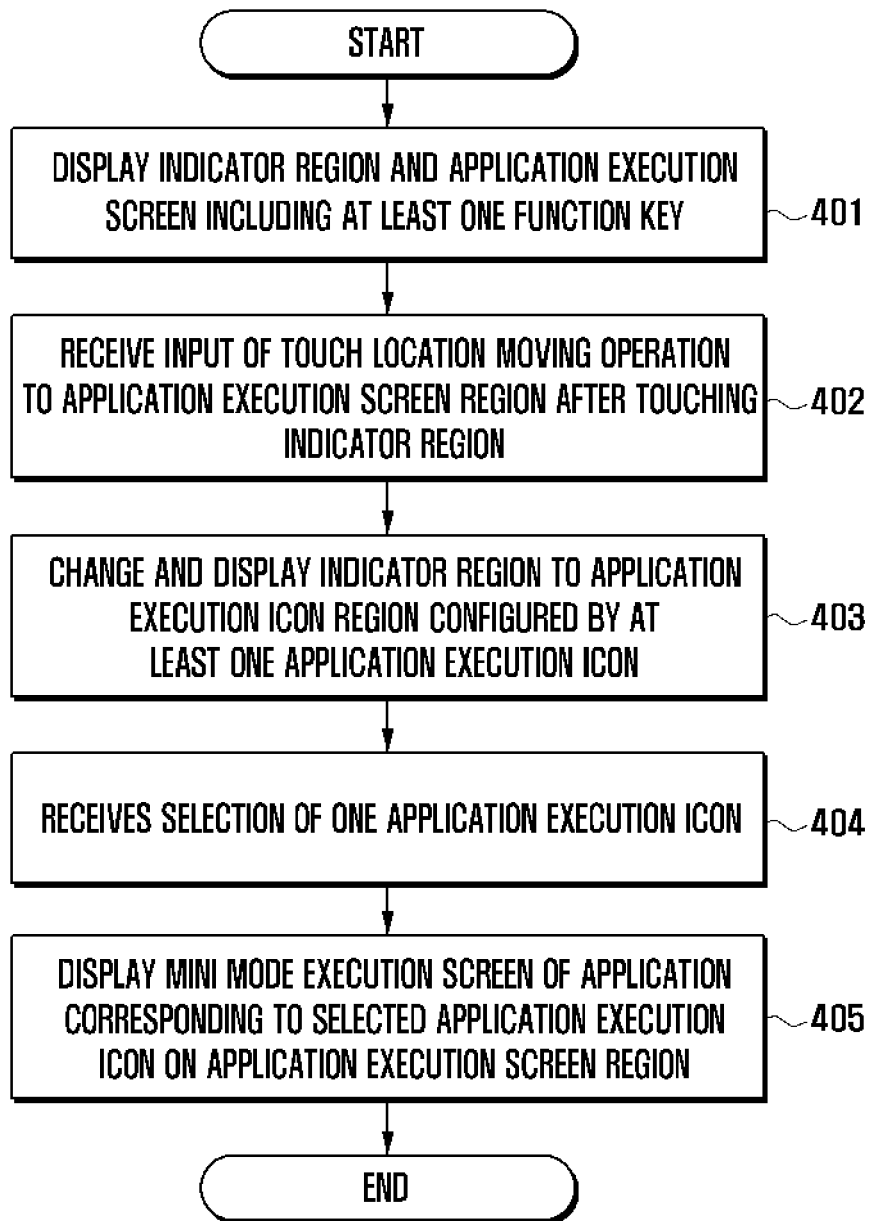 START
DISPLAY INDICATOR REGION AND APPLICATION EXECUTION
SCREEN INCLUDING AT LEAST ONE FUNCTION KEY
401
RECEIVE INPUT OF TOUCH LOCATION MOVING OPERATION
TO APPLICATION EXECUTION SCREEN REGION AFTER TOUCHING
INDICATOR REGION
402
CHANGE AND DISPLAY INDICATOR REGION TO APPLICATION
EXECUTION ICON REGION CONFIGURED BY AT
LEAST ONE APPLICATION EXECUTION ICON
403
RECEIVES SELECTION OF ONE APPLICATION EXECUTION ICON
404
DISPLAY MINI MODE EXECUTION SCREEN OF APPLICATION
CORRESPONDING TO SELECTED APPLICATION EXECUTION
ICON ON APPLICATION EXECUTION SCREEN REGION
405
END